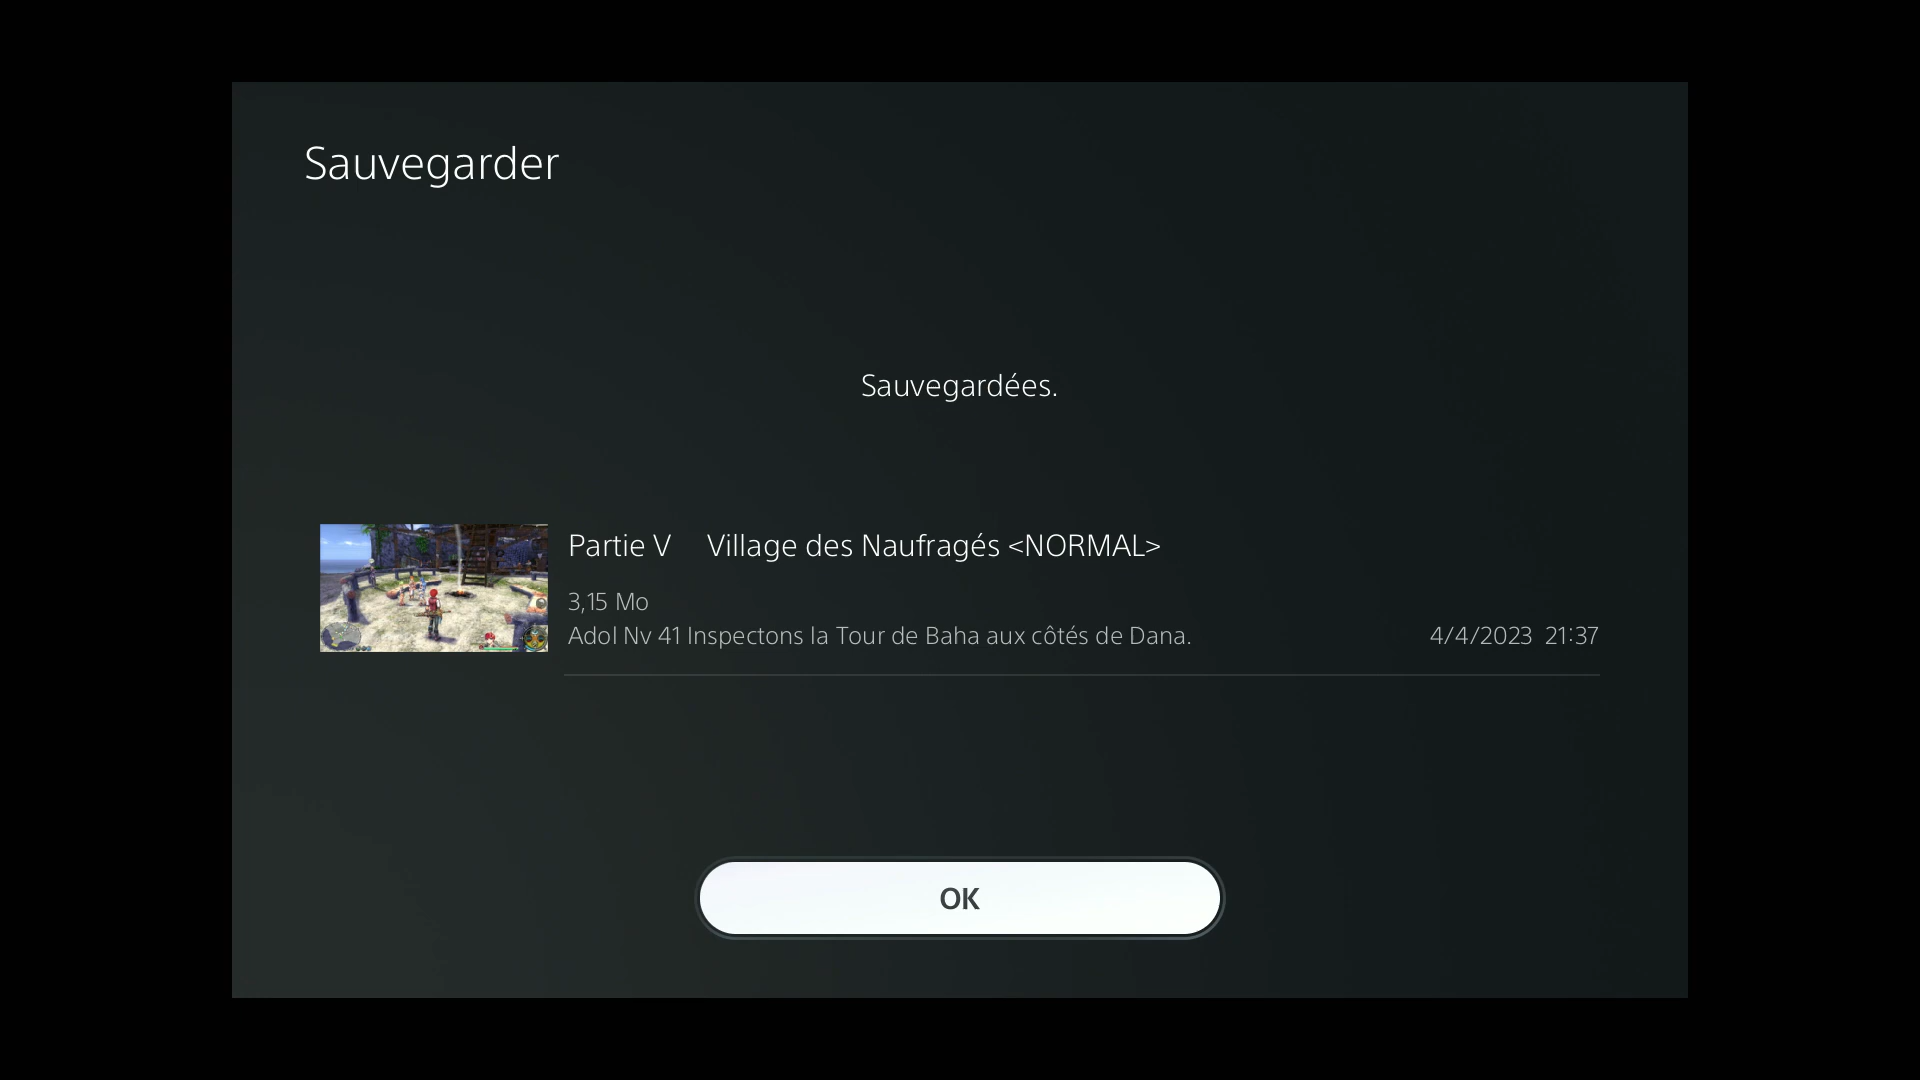 Sauvegarder
Sauvegardées.
Partie V Village des Naufragés <NORMAL>
3,15 Mo
Adol Nv 41 Inspectons la Tour de Baha aux côtés de Dana. 4/4/2023 21:37
OK